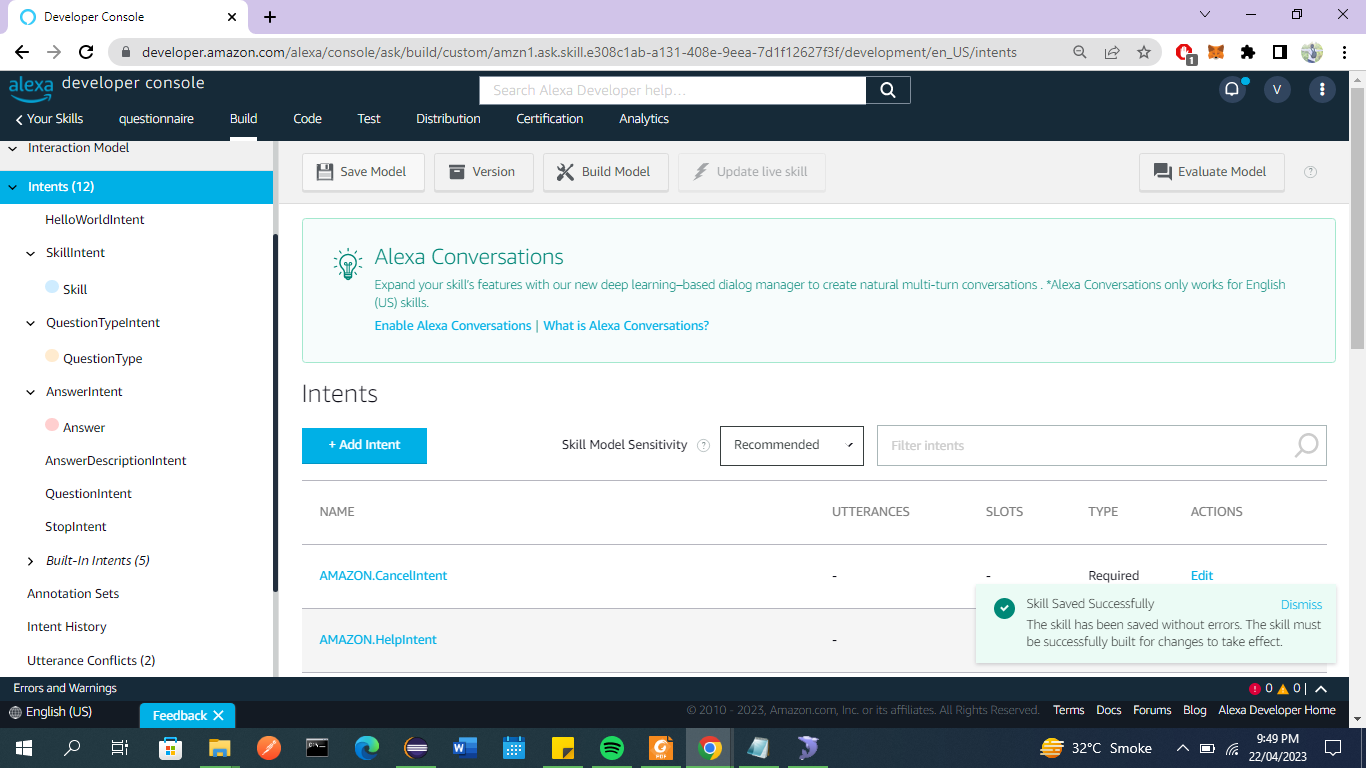 Developer Console
developer.amazon.com/alexa/console/ask/build/custom/amzn1.ask.skill.e308c1ab-a131-408e-9eea-7d1f12627f3f/development/en_US/intents
1
alexa developer console
Search Alexa Developer help...
V
Your Skills questionnaire Build Code Test Distribution Certification Analytics
Interaction Model
Intents (12)
HelloWorldIntent
SkillIntent
Skill
QuestionTypeIntent
QuestionType
AnswerIntent
Answer
AnswerDescriptionIntent
QuestionIntent
StopIntent
Built-In Intents (5)
Annotation Sets
Intent History
Utterance Conflicts (2)
Save Model Version Build Model Update live skill Evaluate Model ?
Alexa Conversations
Expand your skill's features with our new deep learning–based dialog manager to create natural multi-turn conversations . *Alexa Conversations only works for English
(US) skills.
Enable Alexa Conversations | What is Alexa Conversations?
Intents
+ Add Intent Skill Model Sensitivity ? Recommended Filter intents
NAME UTTERANCES SLOTS TYPE ACTIONS
AMAZON.CancelIntent - - Required Edit
AMAZON.HelpIntent -
Skill Saved Successfully Dismiss
The skill has been saved without errors. The skill must
be successfully built for changes to take effect.
Errors and Warnings 0 0 |
English (US) Feedback © 2010 - 2023, Amazon.com, Inc. or its affiliates. All Rights Reserved. Terms Docs Forums Blog Alexa Developer Home
PDF
32°C Smoke
9:49 PM
22/04/2023